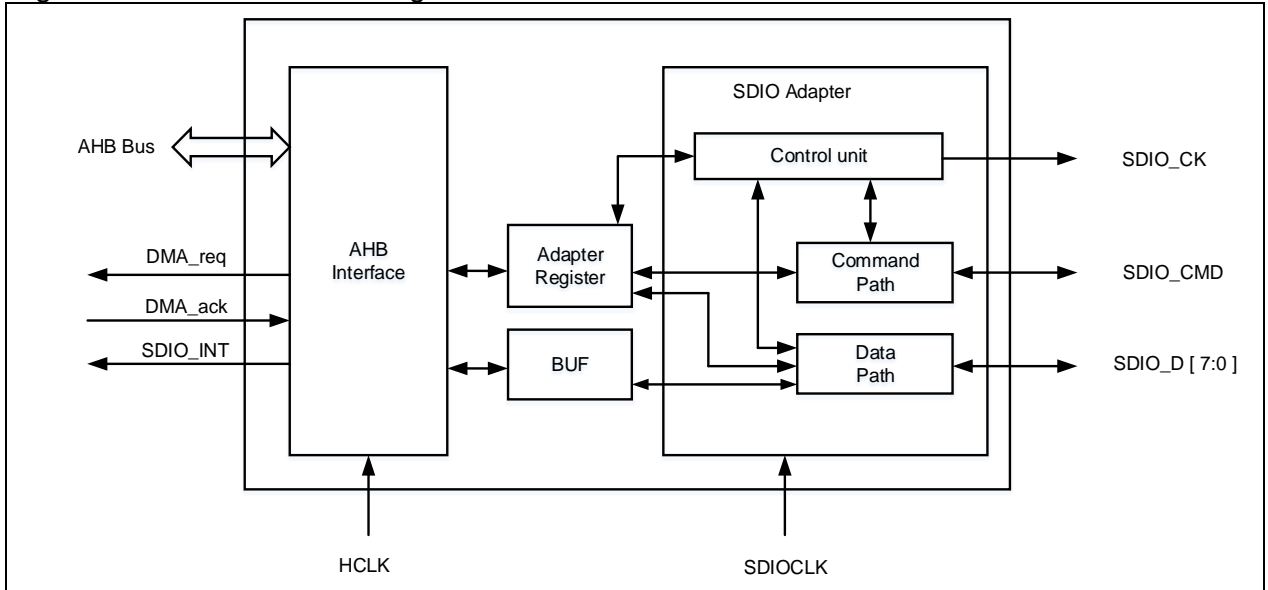 SDIO Adapter
AHB Bus
Control unit
SDIO_CK
DMA_req
AHB
Interface
Adapter
Register
Command
Path
SDIO_CMD
DMA_ack
SDIO_INT
BUF
Data
Path
SDIO_D [ 7:0 ]
HCLK
SDIOCLK